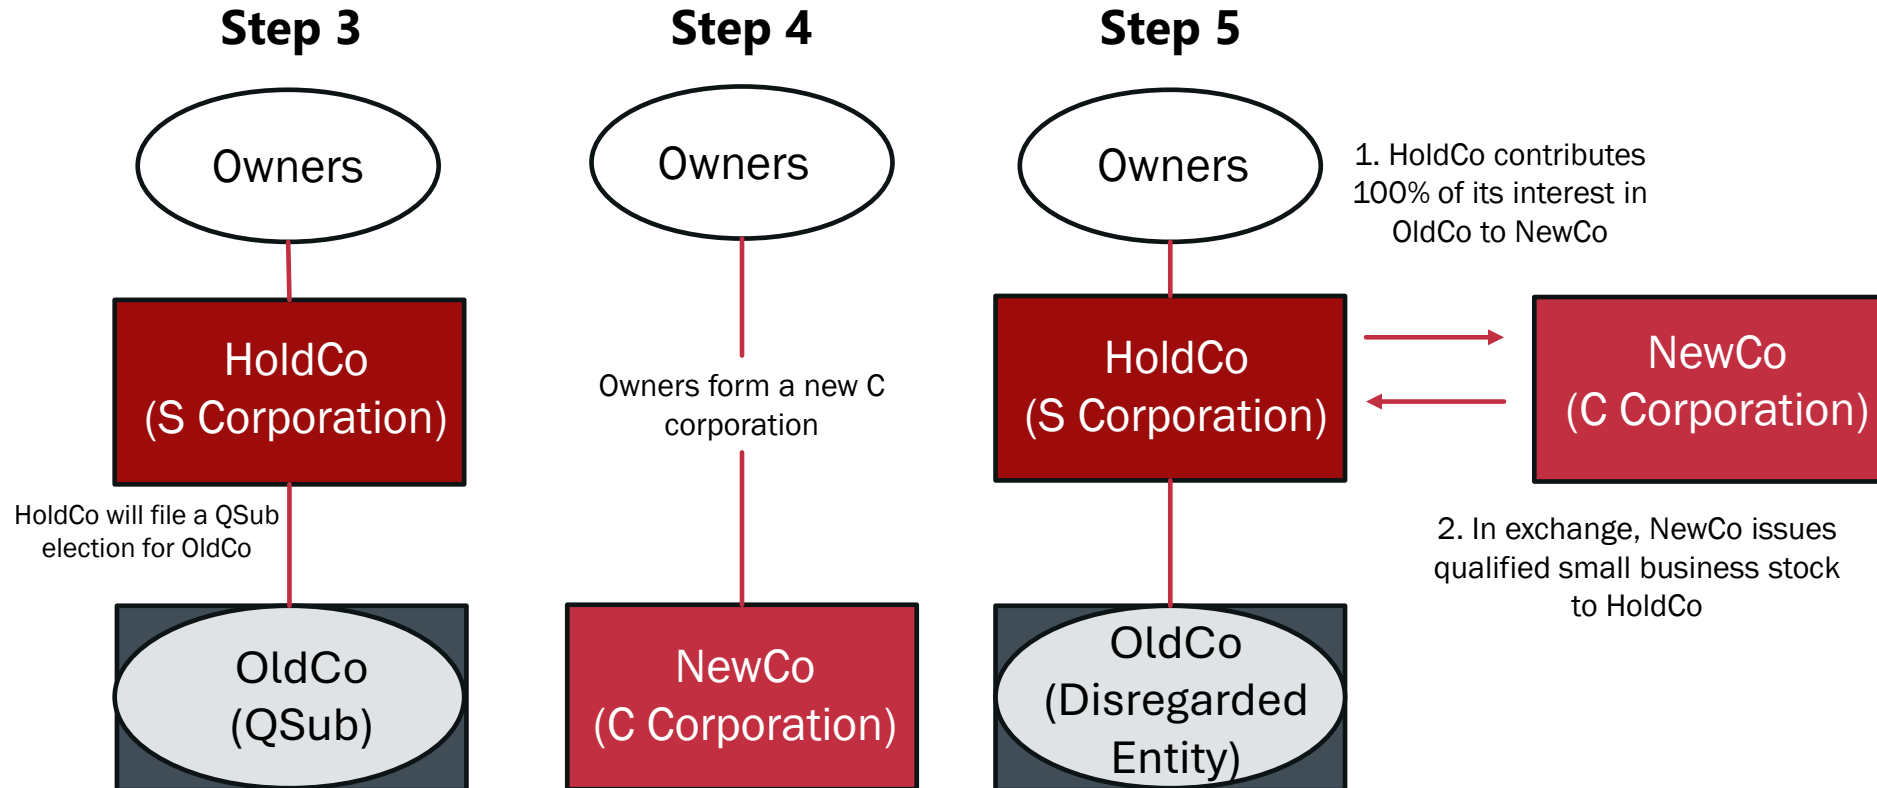 Step 3
Owners
HoldCo
(S Corporation)
HoldCo will file a QSub
election for OldCo
OldCo
(QSub)
Step 4
Owners
Owners form a new C
corporation
NewCo
(C Corporation)
Step 5
Owners
1. HoldCo contributes
100% of its interest in
OldCo to NewCo
HoldCo
(S Corporation)
NewCo
(C Corporation)
2. In exchange, NewCo issues
qualified small business stock
to HoldCo
OldCo
(Disregarded
Entity)